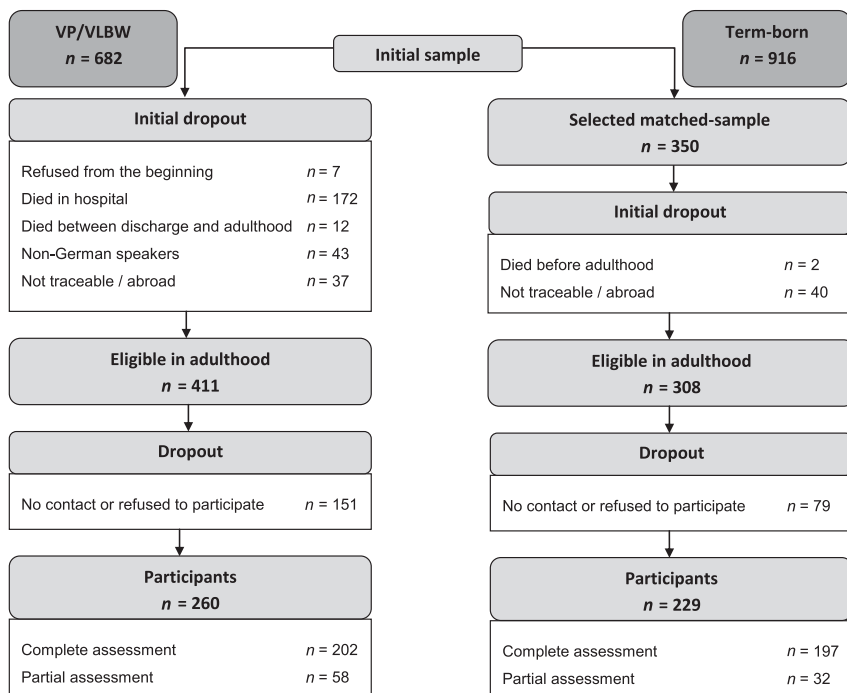 VP/VLBW
n = 682
Initial sample
Term-born
n = 916
Initial dropout
Refused from the beginning n = 7
Died in hospital n = 172
Died between discharge and adulthood n = 12
Non-German speakers n = 43
Not traceable / abroad n = 37
Eligible in adulthood
n = 411
Dropout
No contact or refused to participate n = 151
Participants
n = 260
Complete assessment n = 202
Partial assessment n = 58
Selected matched-sample
n = 350
Initial dropout
Died before adulthood n = 2
Not traceable / abroad n = 40
Eligible in adulthood
n = 308
Dropout
No contact or refused to participate n = 79
Participants
n = 229
Complete assessment n = 197
Partial assessment n = 32